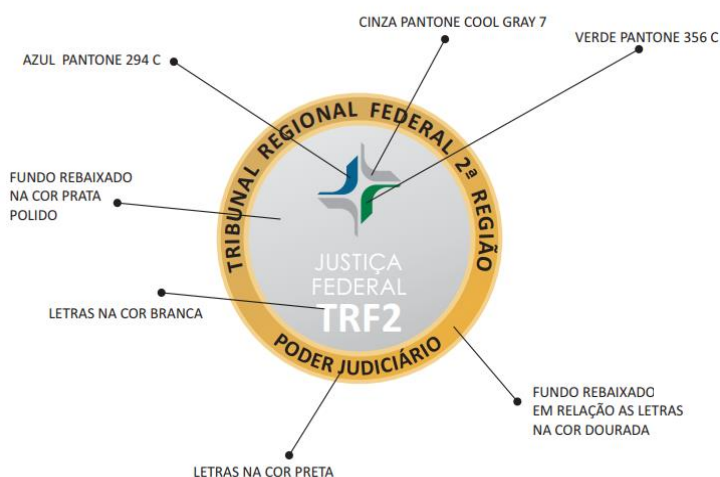 CINZA PANTONE COOL GRAY 7
VERDE PANTONE 356 C
AZUL PANTONE 294 C
TRIBUNAL REGIONAL FEDERAL 2ª REGIÃO
FUNDO REBAIXADO
NA COR PRATA
POLIDO
JUSTIÇA
FEDERAL
TRF2
LETRAS NA COR BRANCA
PODER JUDICIÁRIO
FUNDO REBAIXADO
EM RELAÇÃO AS LETRAS
NA COR DOURADA
LETRAS NA COR PRETA